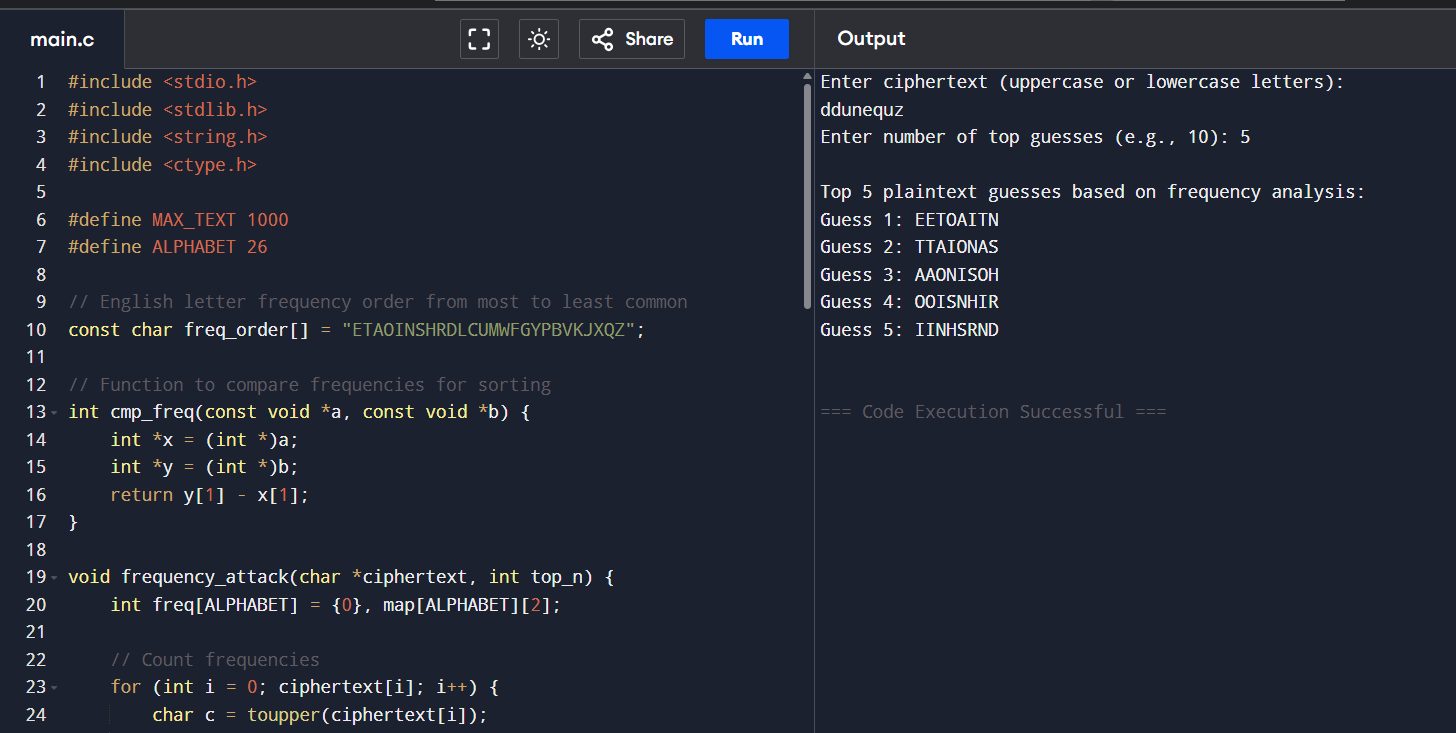 main.c
Share
Run
Output
1 #include <stdio.h>
2 #include <stdlib.h>
3 #include <string.h>
4 #include <ctype.h>
5
6 #define MAX_TEXT 1000
7 #define ALPHABET 26
8
9 // English letter frequency order from most to least common
10 const char freq_order[] = "ETAOINSHRDLCUMWFGYPBVKJXQZ";
11
12 // Function to compare frequencies for sorting
13 int cmp_freq(const void *a, const void *b) {
14     int *x = (int *)a;
15     int *y = (int *)b;
16     return y[1] - x[1];
17 }
18
19 void frequency_attack(char *ciphertext, int top_n) {
20     int freq[ALPHABET] = {0}, map[ALPHABET][2];
21
22     // Count frequencies
23     for (int i = 0; ciphertext[i]; i++) {
24         char c = toupper(ciphertext[i]);
Enter ciphertext (uppercase or lowercase letters):
ddunequz
Enter number of top guesses (e.g., 10): 5
Top 5 plaintext guesses based on frequency analysis:
Guess 1: EETOAITN
Guess 2: TTAIONAS
Guess 3: AAONISOH
Guess 4: OOISNHIR
Guess 5: IINHSRND
=== Code Execution Successful ===